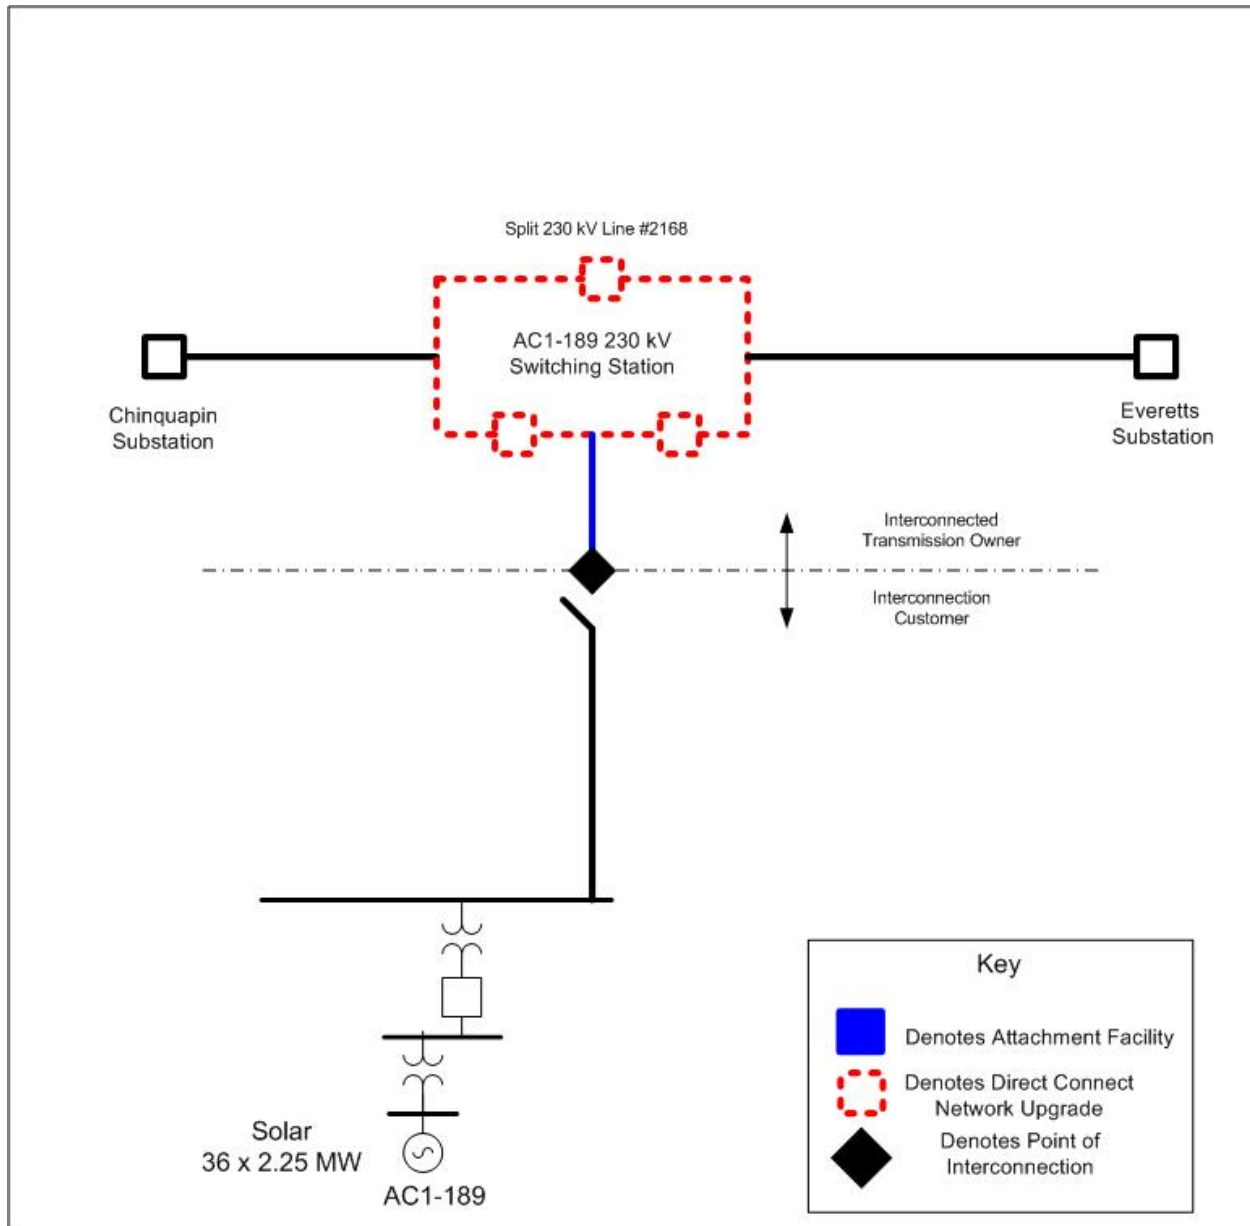 Split 230 kV Line #2168
AC1-189 230 kV
Switching Station
Chinquapin
Substation
Everetts
Substation
Interconnected
Transmission Owner
Interconnection
Customer
Solar
36 x 2.25 MW
AC1-189
Key
Denotes Attachment Facility
Denotes Direct Connect
Network Upgrade
Denotes Point of
Interconnection